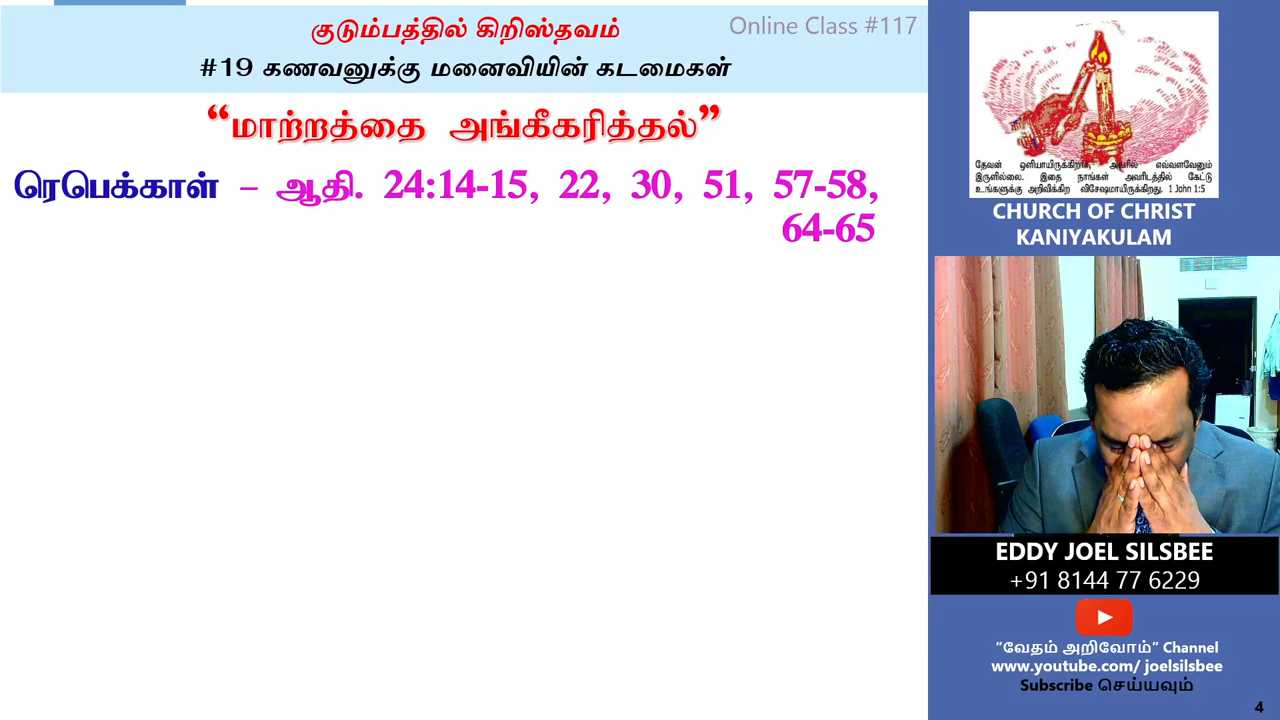 குடும்பத்தில் கிறிஸ்தவம்
Online Class #117
#19 கணவனுக்கு மனைவியின் கடமைகள்
“மாற்றத்தை அங்கீகரித்தல்”
ரெபெக்காள் – ஆதி. 24:14-15, 22, 30, 51, 57-58,
64-65
தேவன் ஒளியாயிருக்கிறார், அவரில் எவ்வளவேனும்
இருளில்லை. இதை நாங்கள் அவரிடத்தில் கேட்டு
உங்களுக்கு அறிவிக்கிற விசேஷமாயிருக்கிறது. 1 John 1:5
CHURCH OF CHRIST
KANIYAKULAM
EDDY JOEL SILSBEE
+91 8144 77 6229
”வேதம் அறிவோம்” Channel
www.youtube.com/ joelsilsbee
Subscribe செய்யவும்
4